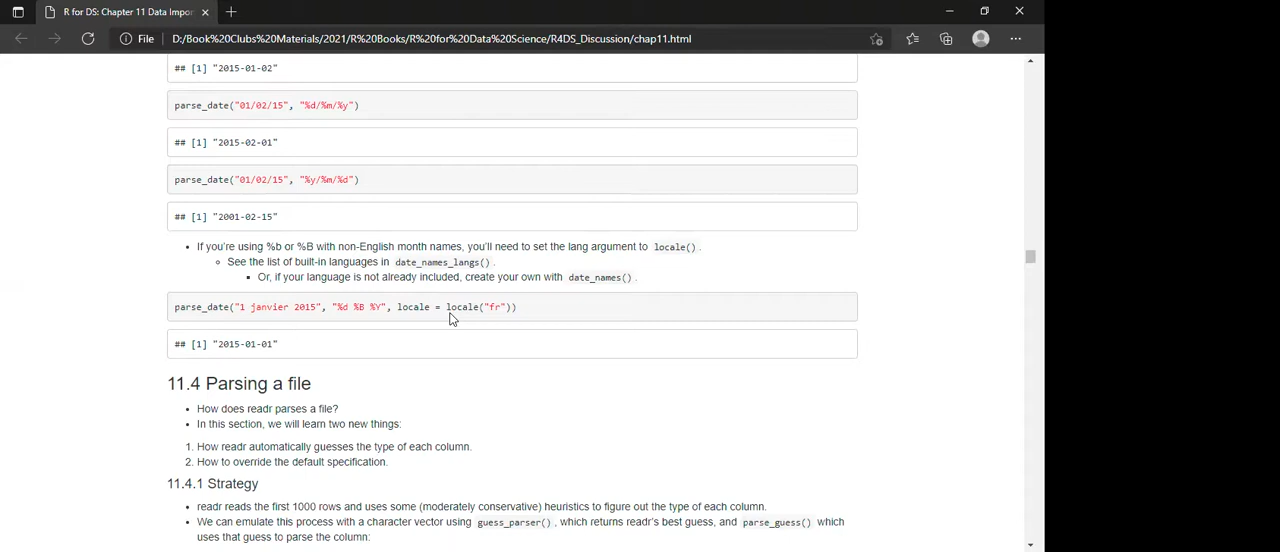 R for DS: Chapter 11 Data Impor
File D:/Book%20Clubs%20Materials/2021/R%20Books/R%20for%20Data%20Science/R4DS_Discussion/chap11.html
## [1] "2015-01-02"
parse_date("01/02/15", "%d/%m/%y")
## [1] "2015-02-01"
parse_date("01/02/15", "%y/%m/%d")
## [1] "2001-02-15"
• If you're using %b or %B with non-English month names, you'll need to set the lang argument to locale().
See the list of built-in languages in date_names_langs().
Or, if your language is not already included, create your own with date_names().
parse_date("1 janvier 2015", "%d %B %Y", locale = locale("fr"))
## [1] "2015-01-01"
11.4 Parsing a file
• How does readr parses a file?
• In this section, we will learn two new things:
1. How readr automatically guesses the type of each column.
2. How to override the default specification.
11.4.1 Strategy
• readr reads the first 1000 rows and uses some (moderately conservative) heuristics to figure out the type of each column.
• We can emulate this process with a character vector using guess_parser(), which returns readr's best guess, and parse_guess() which
uses that guess to parse the column: